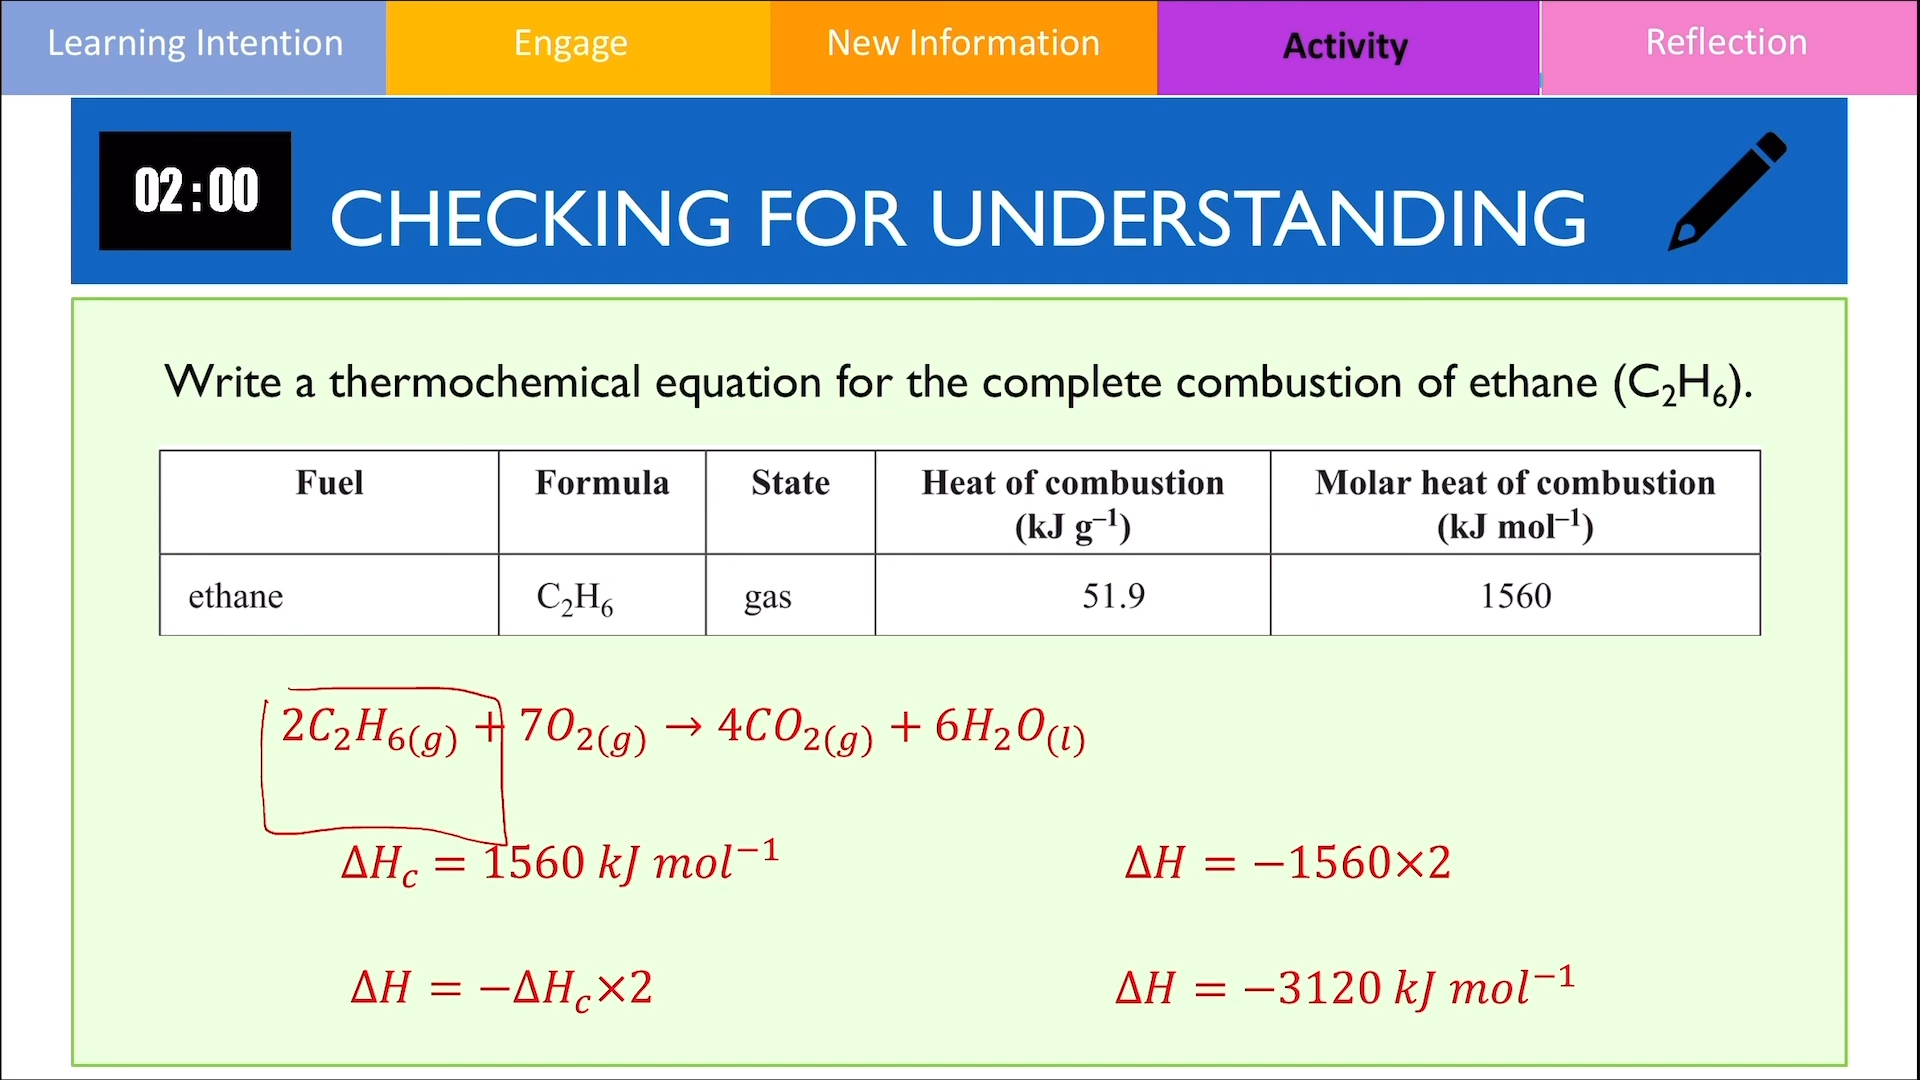 Learning Intention
Engage
New Information
Activity
Reflection
02:00
CHECKING FOR UNDERSTANDING
Write a thermochemical equation for the complete combustion of ethane (C₂H₆).
Fuel
Formula
State
Heat of combustion
(kJ g⁻¹)
Molar heat of combustion
(kJ mol⁻¹)
ethane
C₂H₆
gas
51.9
1560
2C₂H₆(g) + 7O₂(g) → 4CO₂(g) + 6H₂O(l)
ΔH_c = 1560 kJ mol⁻¹
ΔH = −1560×2
ΔH = −ΔH_c×2
ΔH = −3120 kJ mol⁻¹